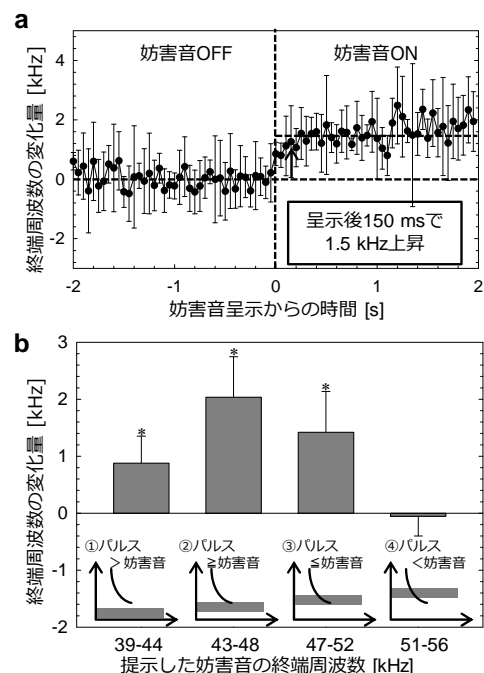 a
妨害音OFF
妨害音ON
終端周波数の変化量 [kHz]
4
2
0
-2
呈示後150 msで
1.5 kHz上昇
-2
-1
0
1
2
妨害音呈示からの時間 [s]
b
終端周波数の変化量 [kHz]
3
2
1
0
-1
-2
*
*
*
①パルス
＞妨害音
②パルス
≧妨害音
③パルス
≦妨害音
④パルス
＜妨害音
39-44
43-48
47-52
51-56
提示した妨害音の終端周波数 [kHz]